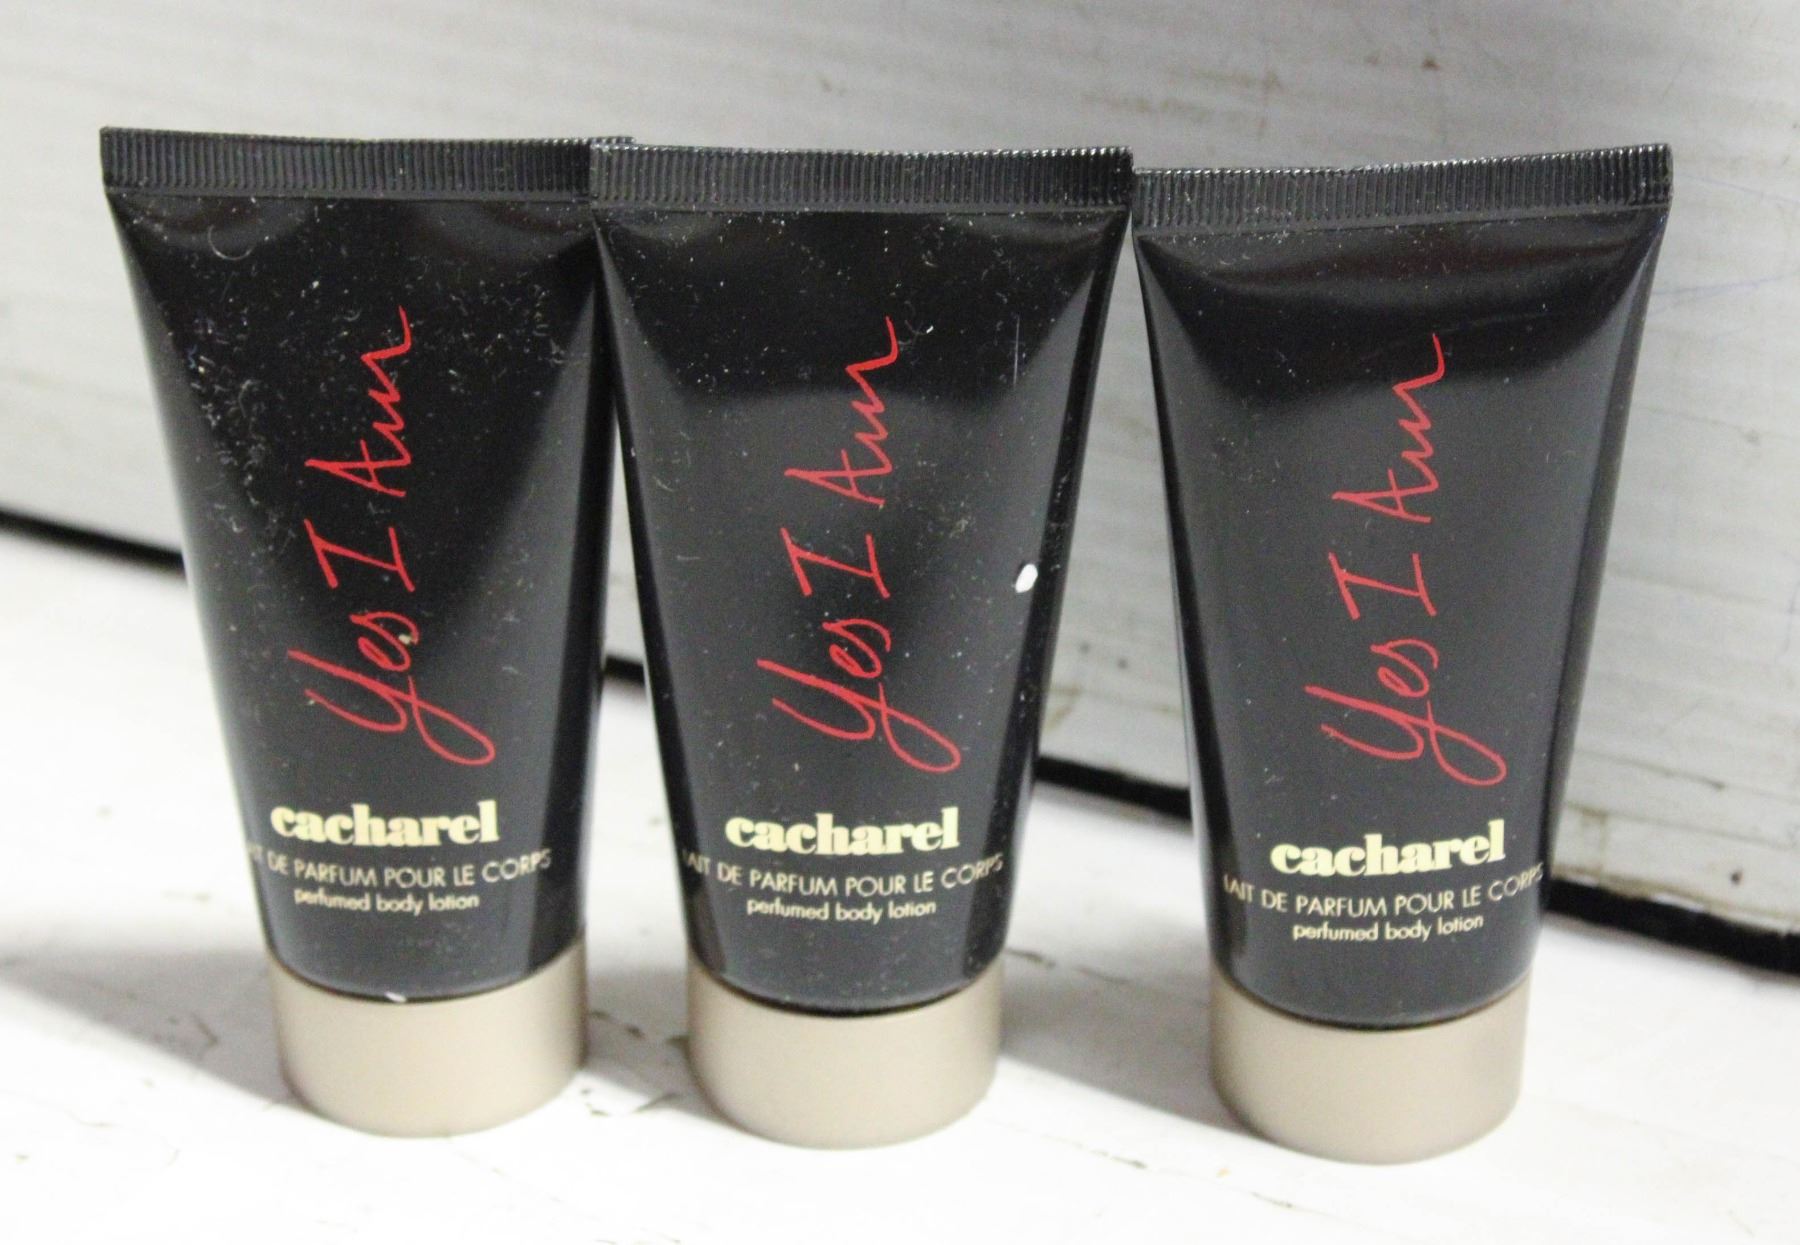 Yes I Am
cacharel
LAIT DE PARFUM POUR LE CORPS
perfumed body lotion
Yes I Am
cacharel
LAIT DE PARFUM POUR LE CORPS
perfumed body lotion
Yes I Am
cacharel
LAIT DE PARFUM POUR LE CORPS
perfumed body lotion